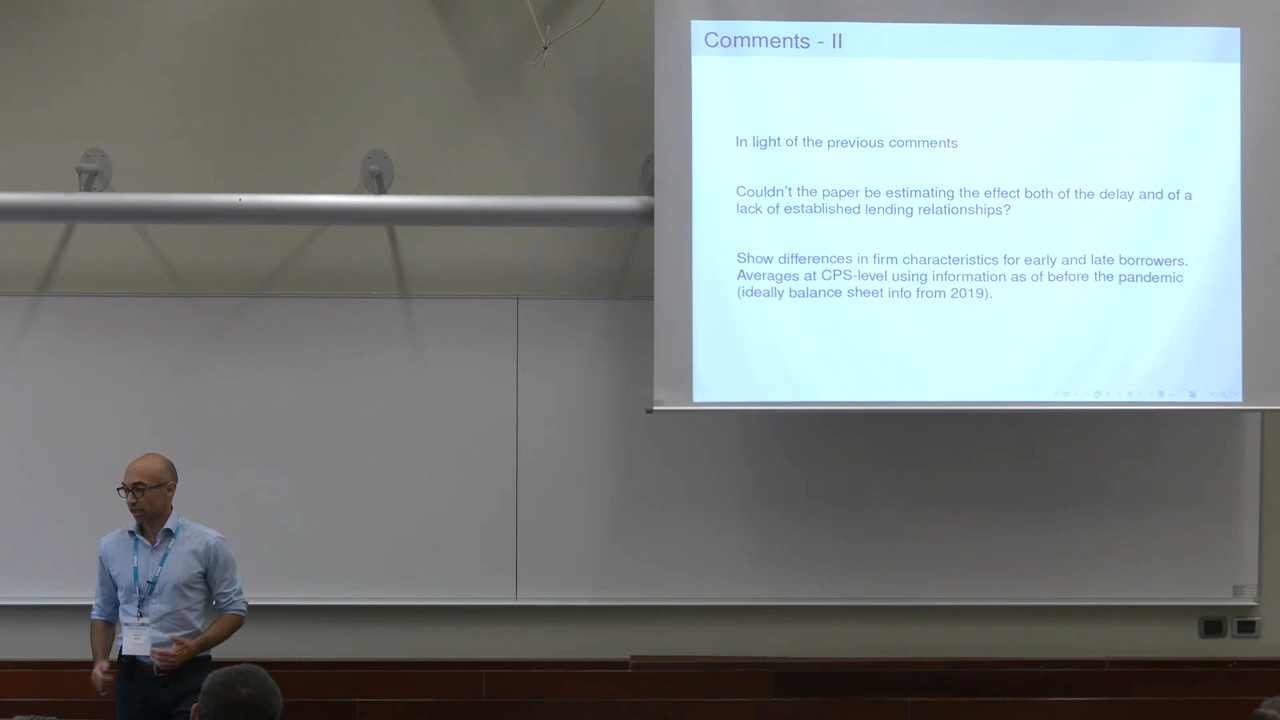 Comments - II
In light of the previous comments
Couldn't the paper be estimating the effect both of the delay and of a
lack of established lending relationships?
Show differences in firm characteristics for early and late borrowers.
Averages at CPS-level using information as of before the pandemic
(ideally balance sheet info from 2019).